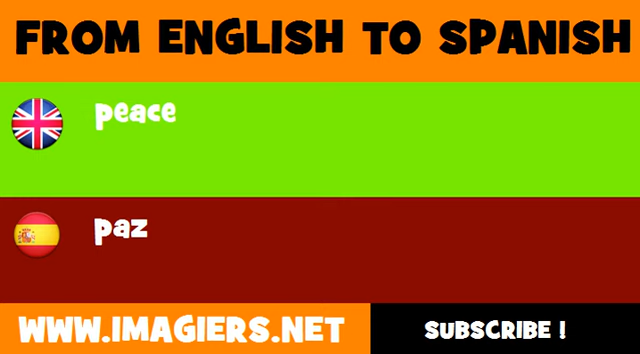 FROM ENGLISH TO SPANISH
peace
paz
WWW.IMAGIERS.NET
SUBSCRIBE !